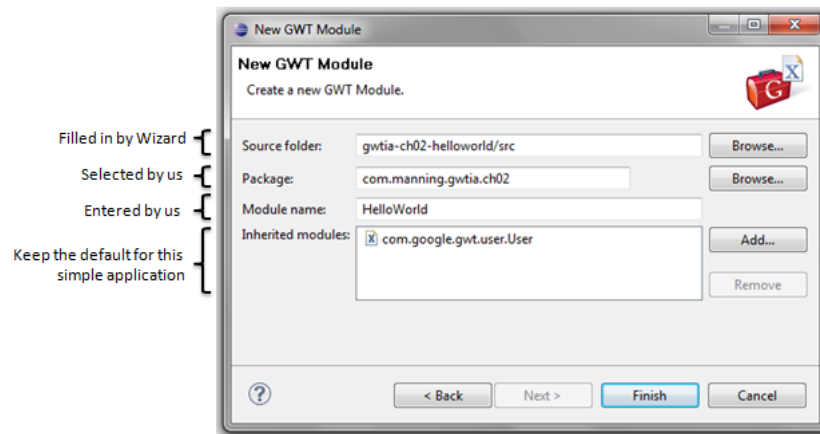 New GWT Module
New GWT Module
Create a new GWT Module.
G X
Filled in by Wizard
Source folder: gwtia-ch02-helloworld/src Browse...
Selected by us
Package: com.manning.gwtia.ch02 Browse...
Entered by us
Module name: HelloWorld
Keep the default for this
simple application
Inherited modules: X com.google.gwt.user.User Add...
Remove
? < Back Next > Finish Cancel